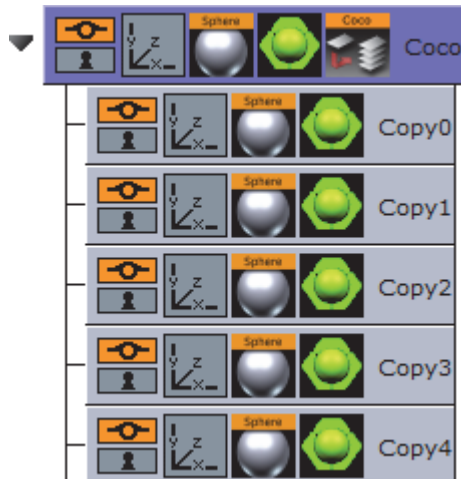 Sphere Coco
y z x Coco
Sphere
y z x Copy0
Sphere
y z x Copy1
Sphere
y z x Copy2
Sphere
y z x Copy3
Sphere
y z x Copy4